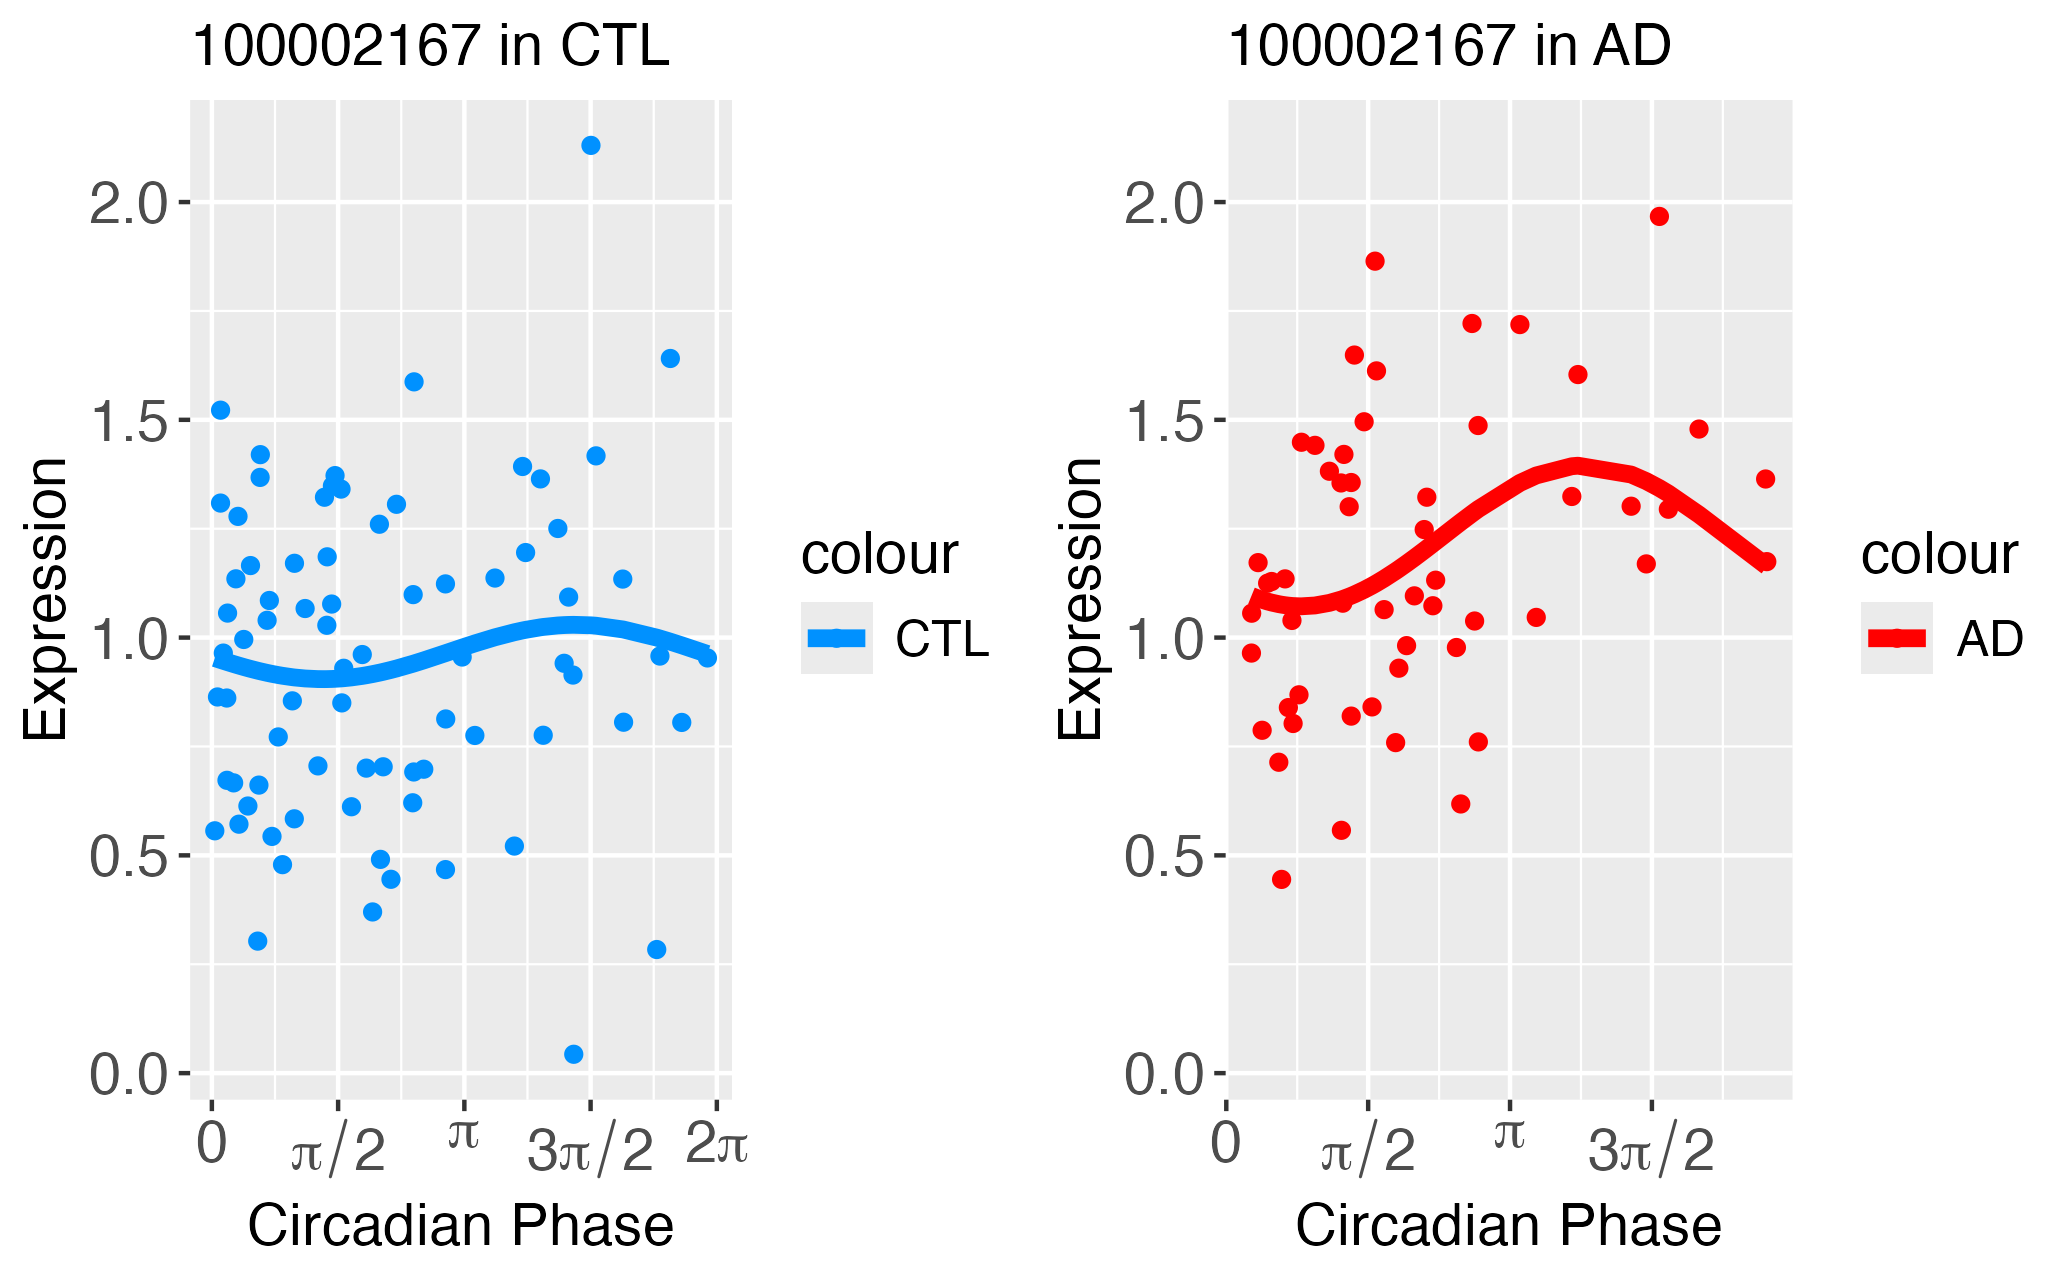 100002167 in CTL
2.0
1.5
1.0
0.5
0.0
Expression
0 π/2 π 3π/2 2π
Circadian Phase
colour
CTL
100002167 in AD
2.0
1.5
1.0
0.5
0.0
Expression
0 π/2 π 3π/2
Circadian Phase
colour
AD